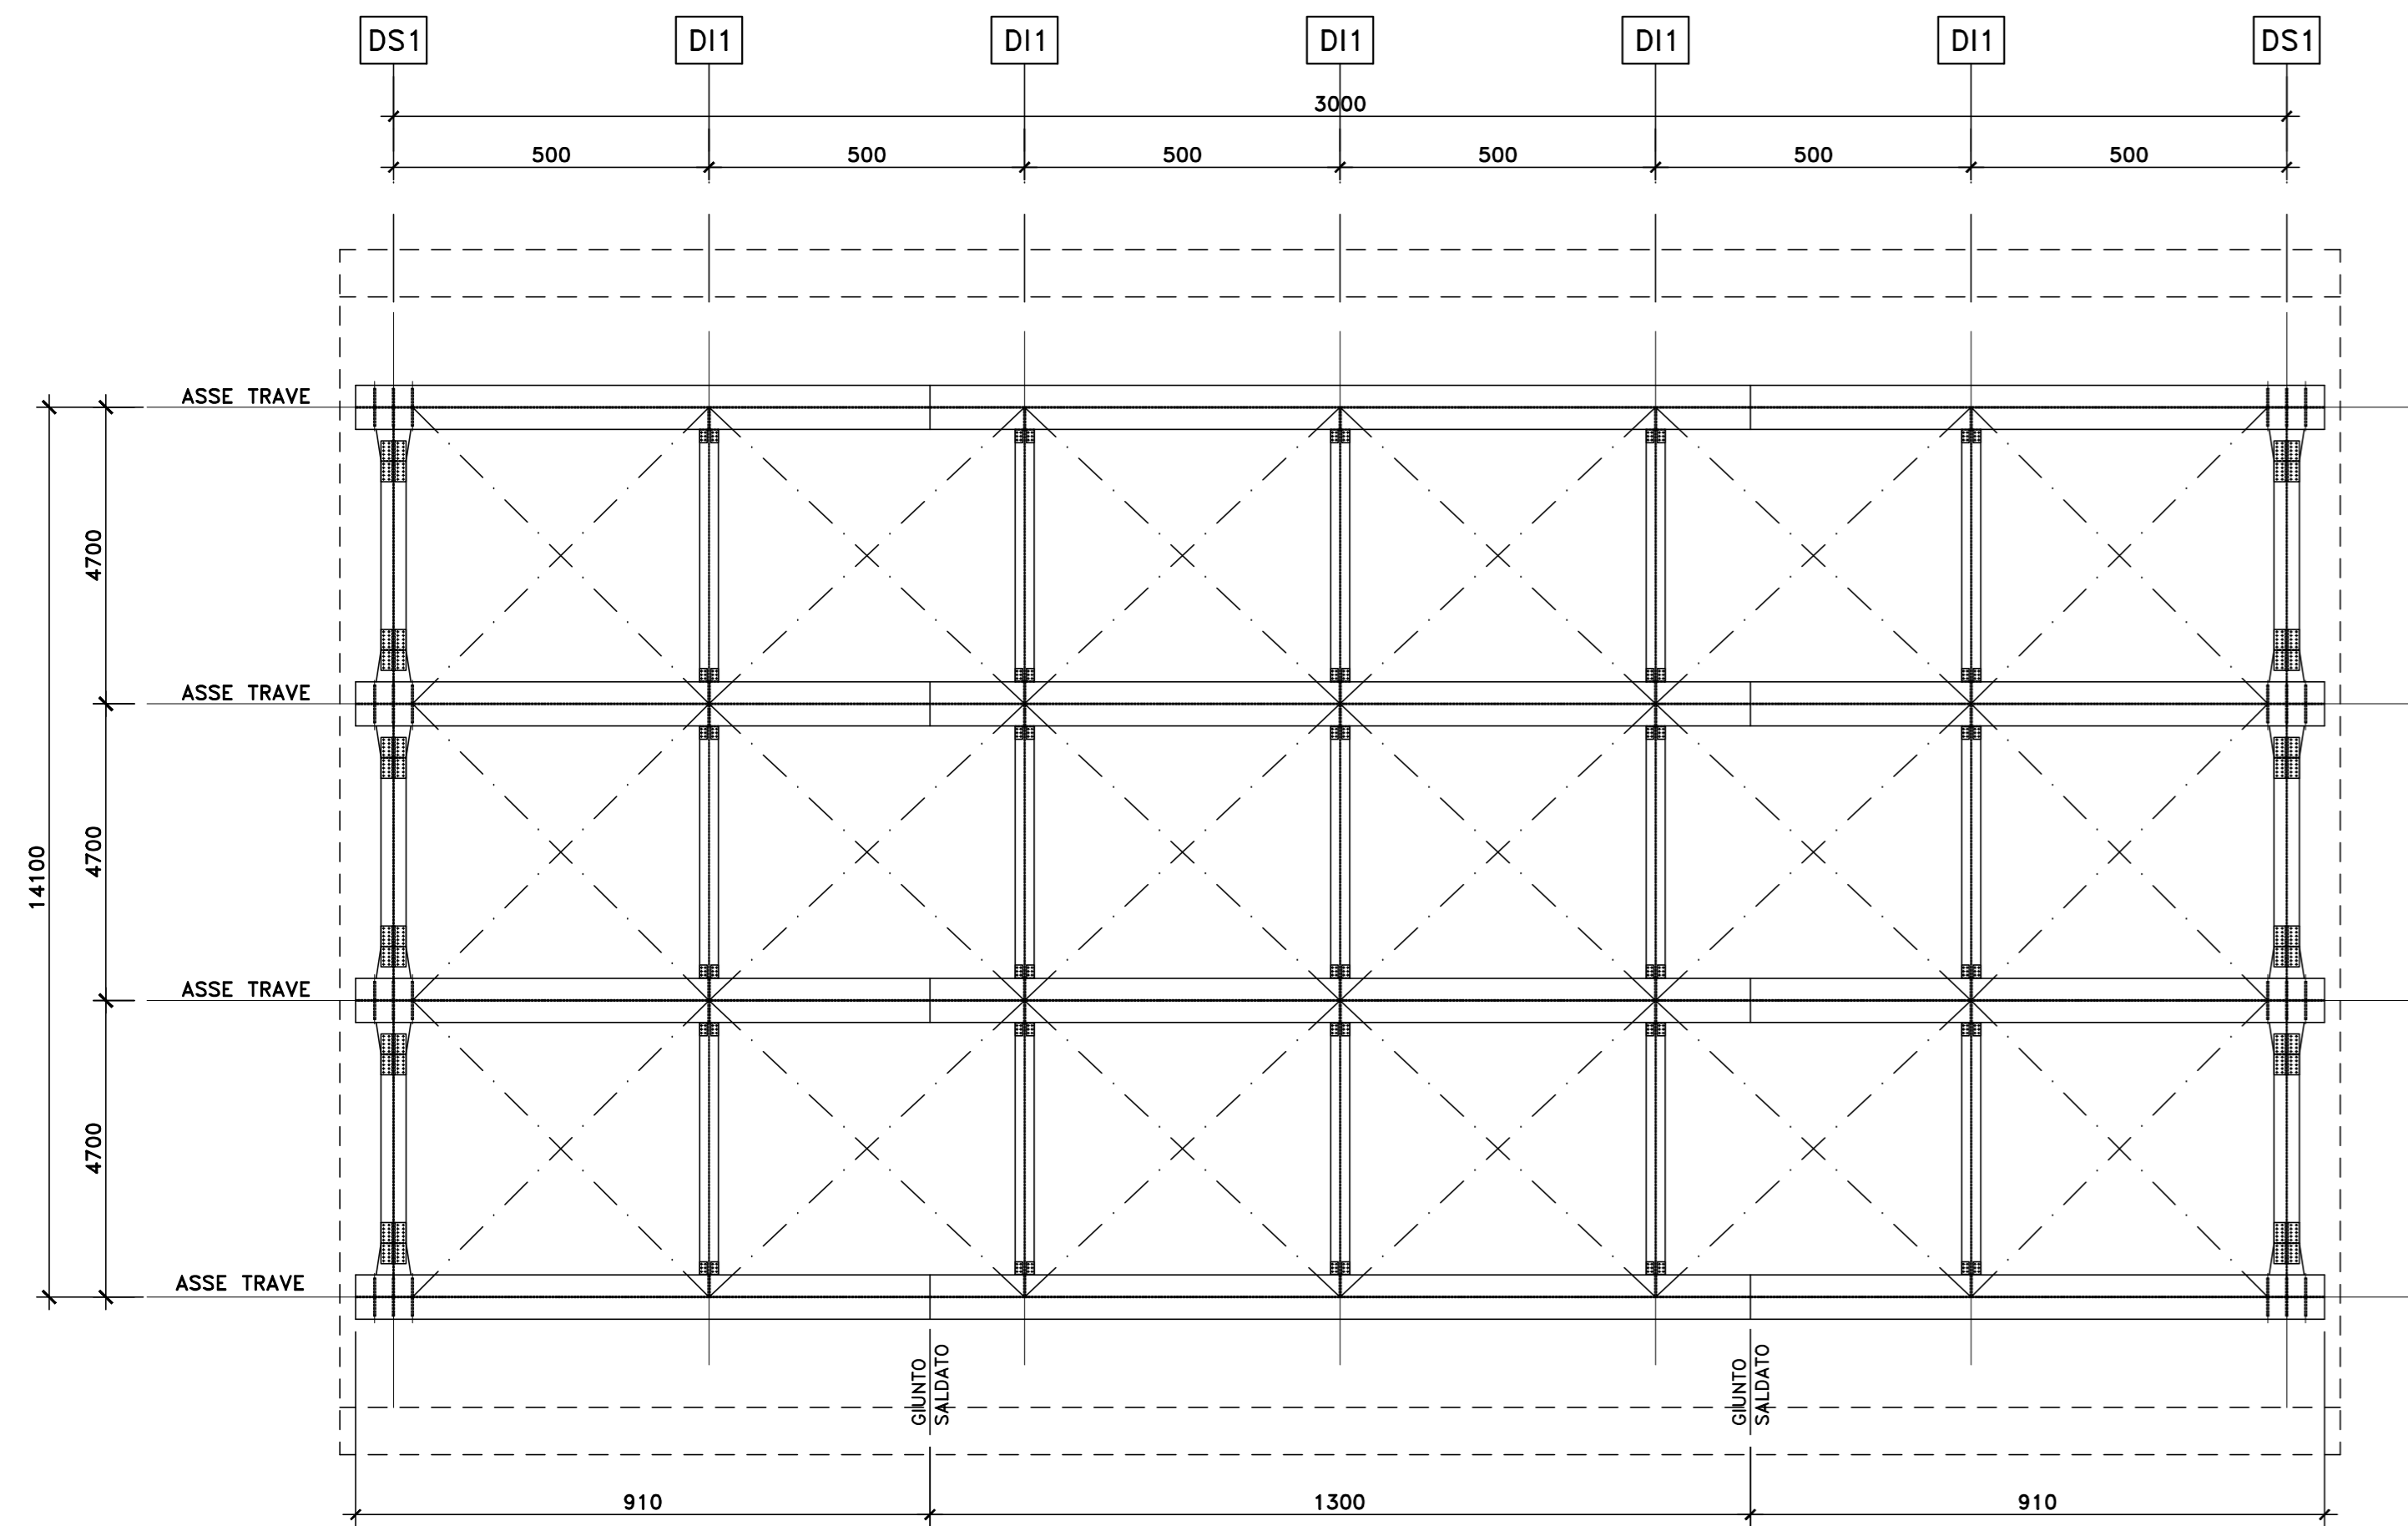 DS1 DI1 DI1 DI1 DI1 DI1 DS1
3000
500 500 500 500 500 500
ASSE TRAVE
4700
ASSE TRAVE
4700
14100
ASSE TRAVE
4700
ASSE TRAVE
GIUNTO
SALDATO
GIUNTO
SALDATO
910 1300 910